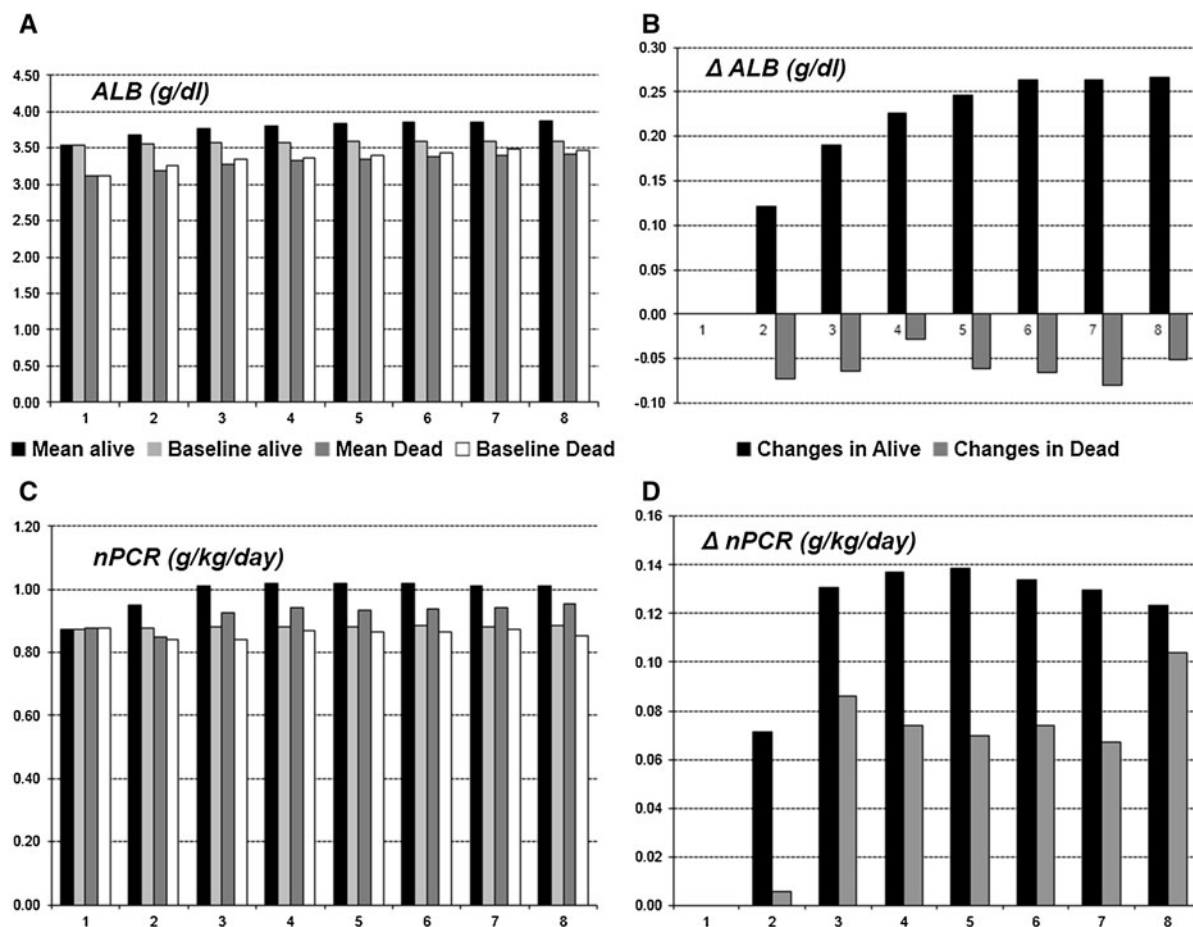 A
ALB (g/dl)
4.50
4.00
3.50
3.00
2.50
2.00
1.50
1.00
0.50
0.00
1 2 3 4 5 6 7 8
Mean alive Baseline alive Mean Dead Baseline Dead
B
Δ ALB (g/dl)
0.30
0.25
0.20
0.15
0.10
0.05
0.00
-0.05
-0.10
1 2 3 4 5 6 7 8
Changes in Alive Changes in Dead
C
nPCR (g/kg/day)
1.20
1.00
0.80
0.60
0.40
0.20
0.00
1 2 3 4 5 6 7 8
D
Δ nPCR (g/kg/day)
0.16
0.14
0.12
0.10
0.08
0.06
0.04
0.02
0.00
1 2 3 4 5 6 7 8